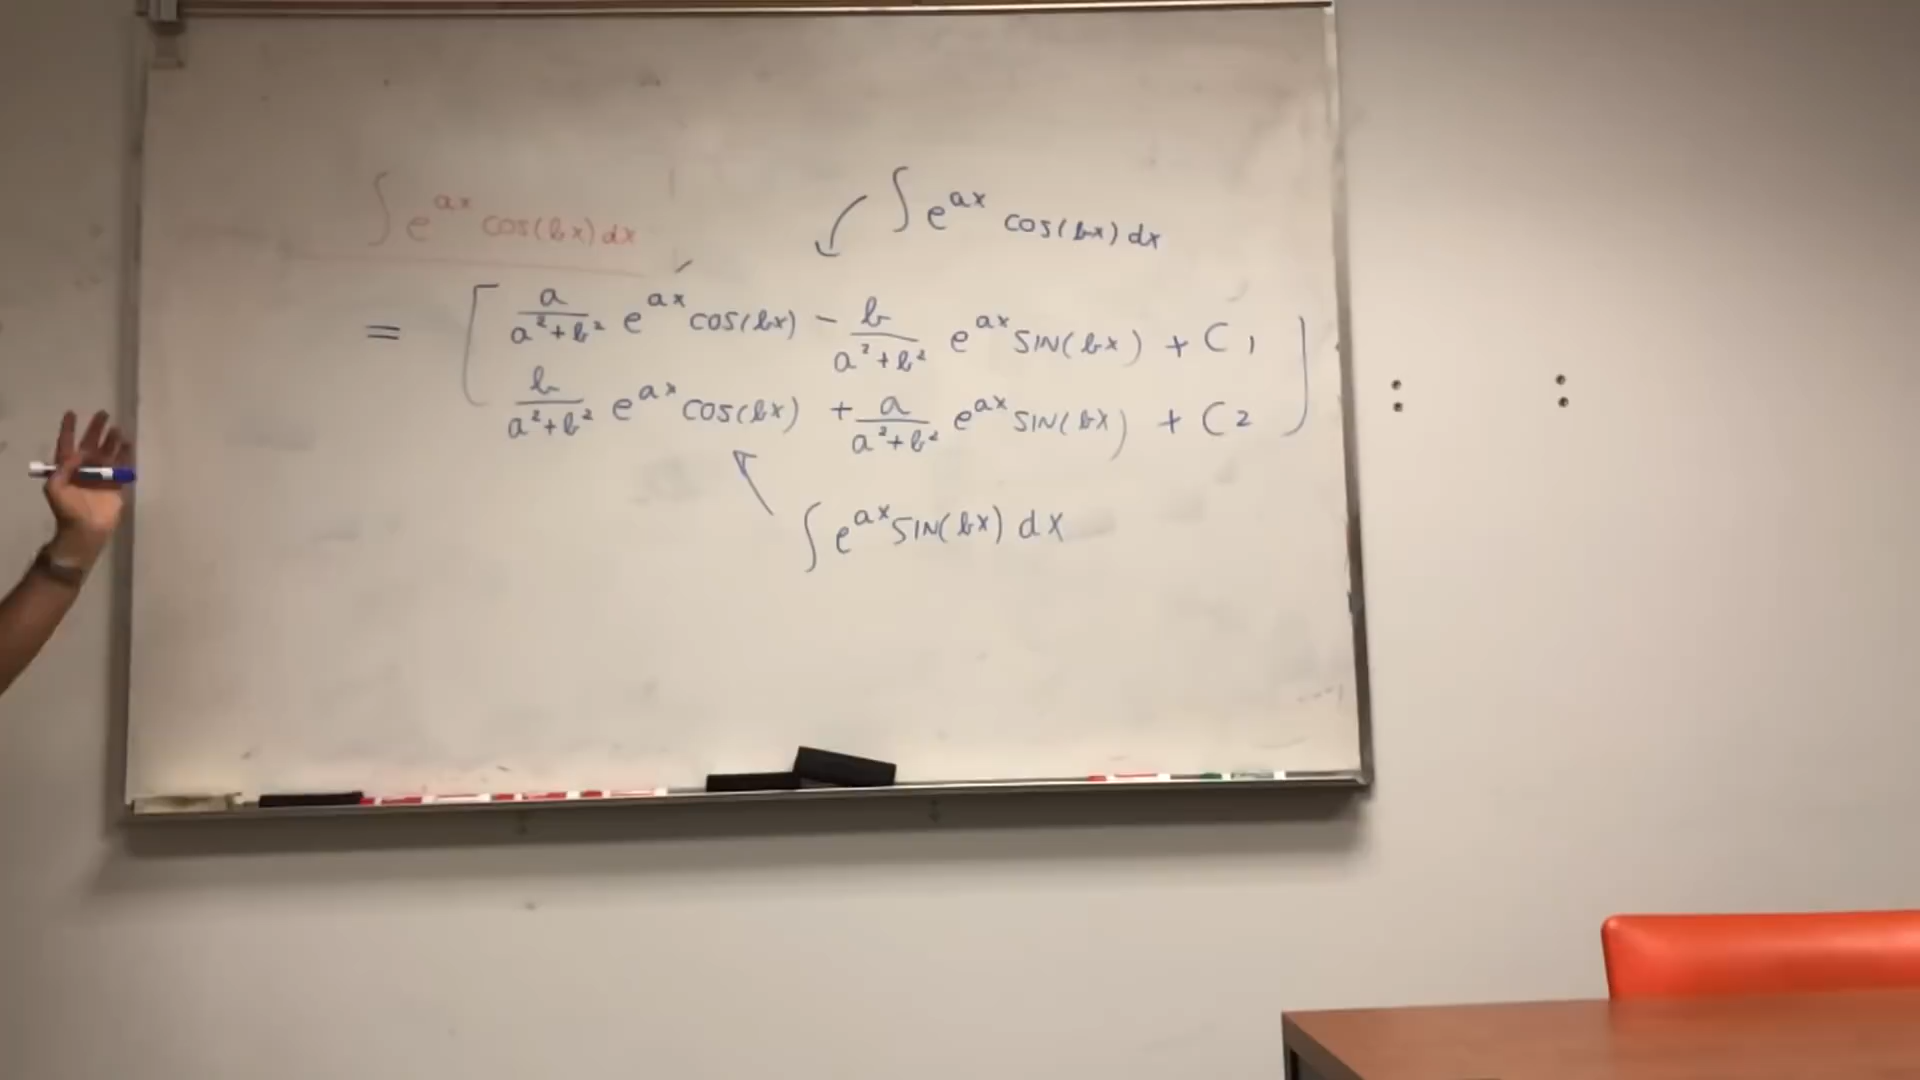 ∫ e^{ax} cos(bx) dx
∫ e^{ax} cos(bx) dx
= [ a/(a²+b²) e^{ax} cos(bx) − b/(a²+b²) e^{ax} SIN(bx) + C₁
b/(a²+b²) e^{ax} cos(bx) + a/(a²+b²) e^{ax} SIN(bx) + C₂ ]
∫ e^{ax} SIN(bx) dx